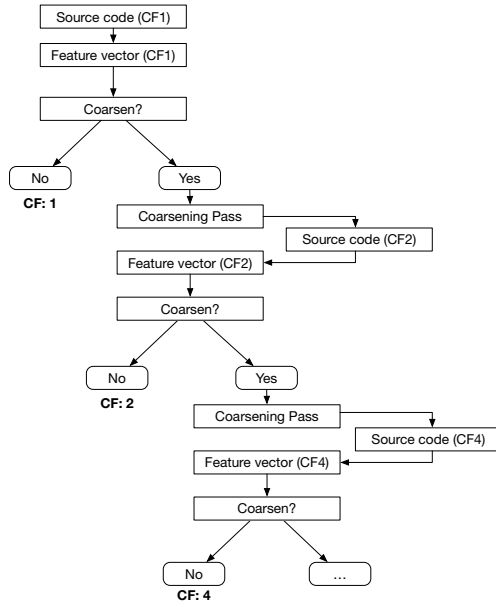 Source code (CF1)
Feature vector (CF1)
Coarsen?
No
Yes
CF: 1
Coarsening Pass
Source code (CF2)
Feature vector (CF2)
Coarsen?
No
Yes
CF: 2
Coarsening Pass
Source code (CF4)
Feature vector (CF4)
Coarsen?
No
...
CF: 4